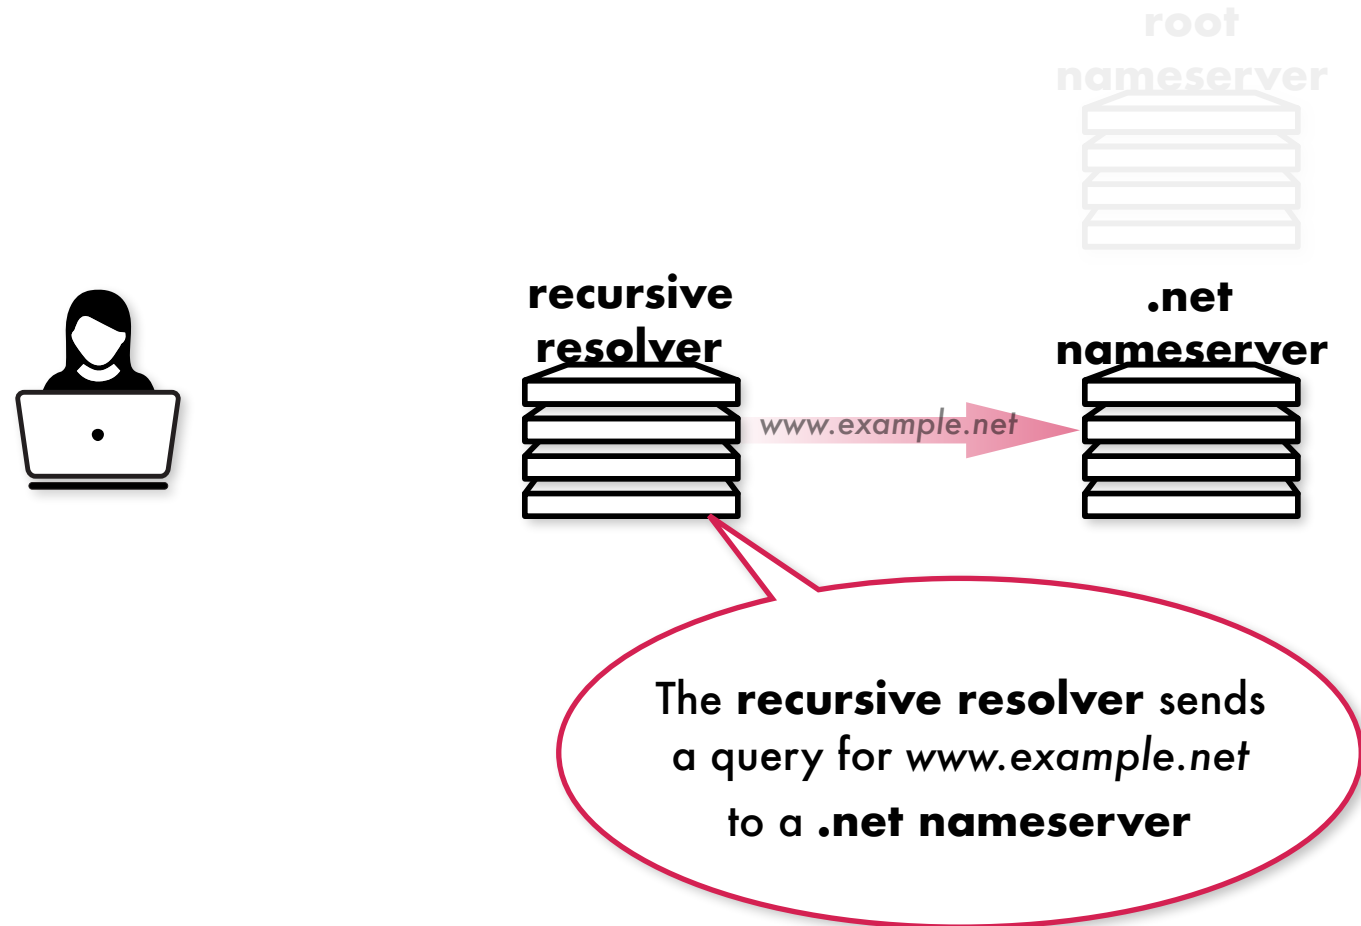 root
nameserver
recursive
resolver
.net
nameserver
www.example.net
The recursive resolver sends
a query for www.example.net
to a .net nameserver